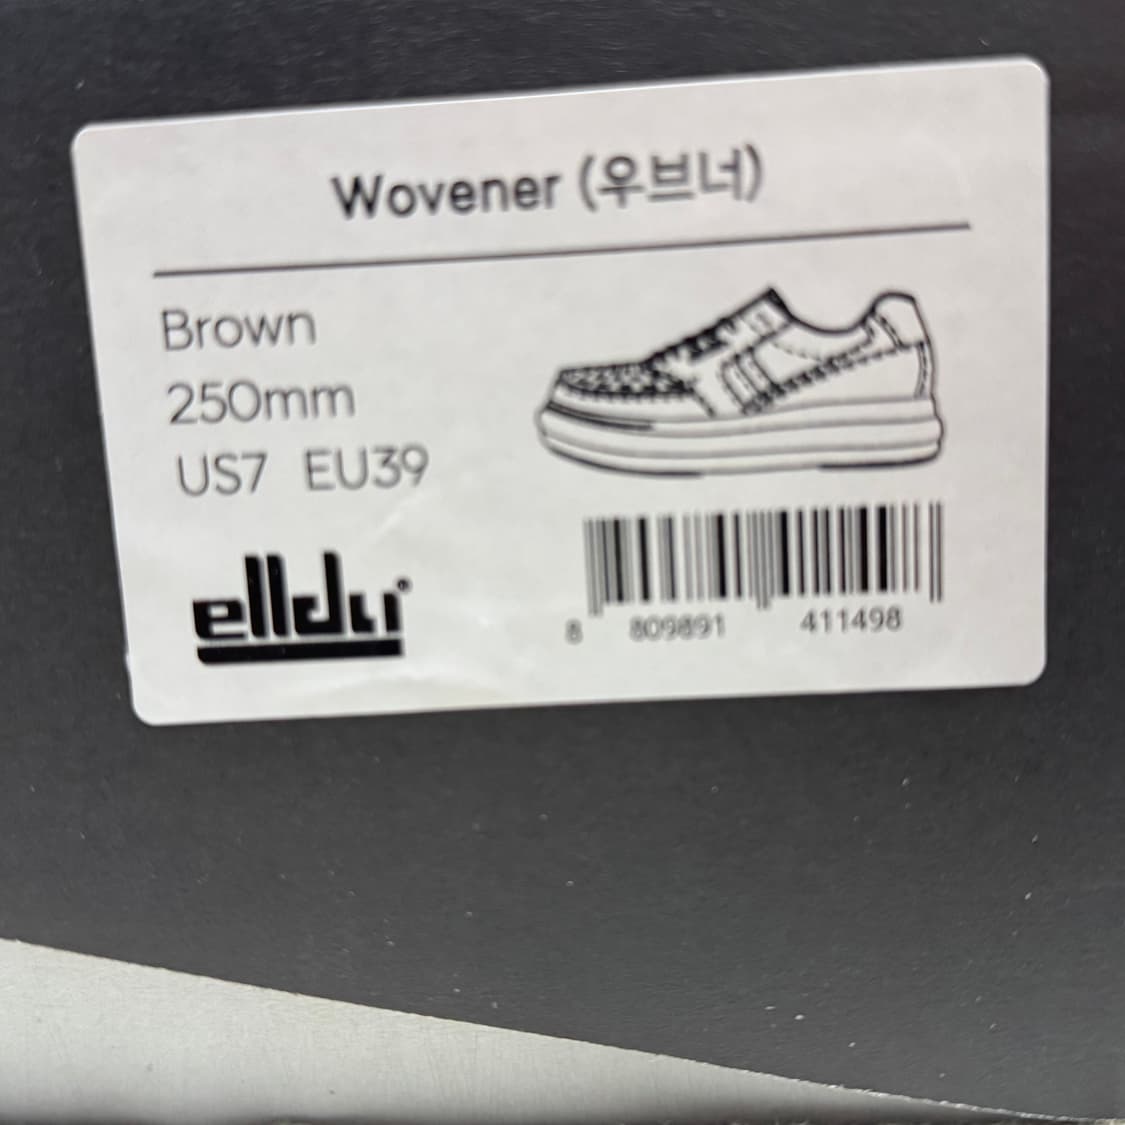 Wovener (우브너)
Brown
250mm
US7 EU39
elldu®
8 809891 411498